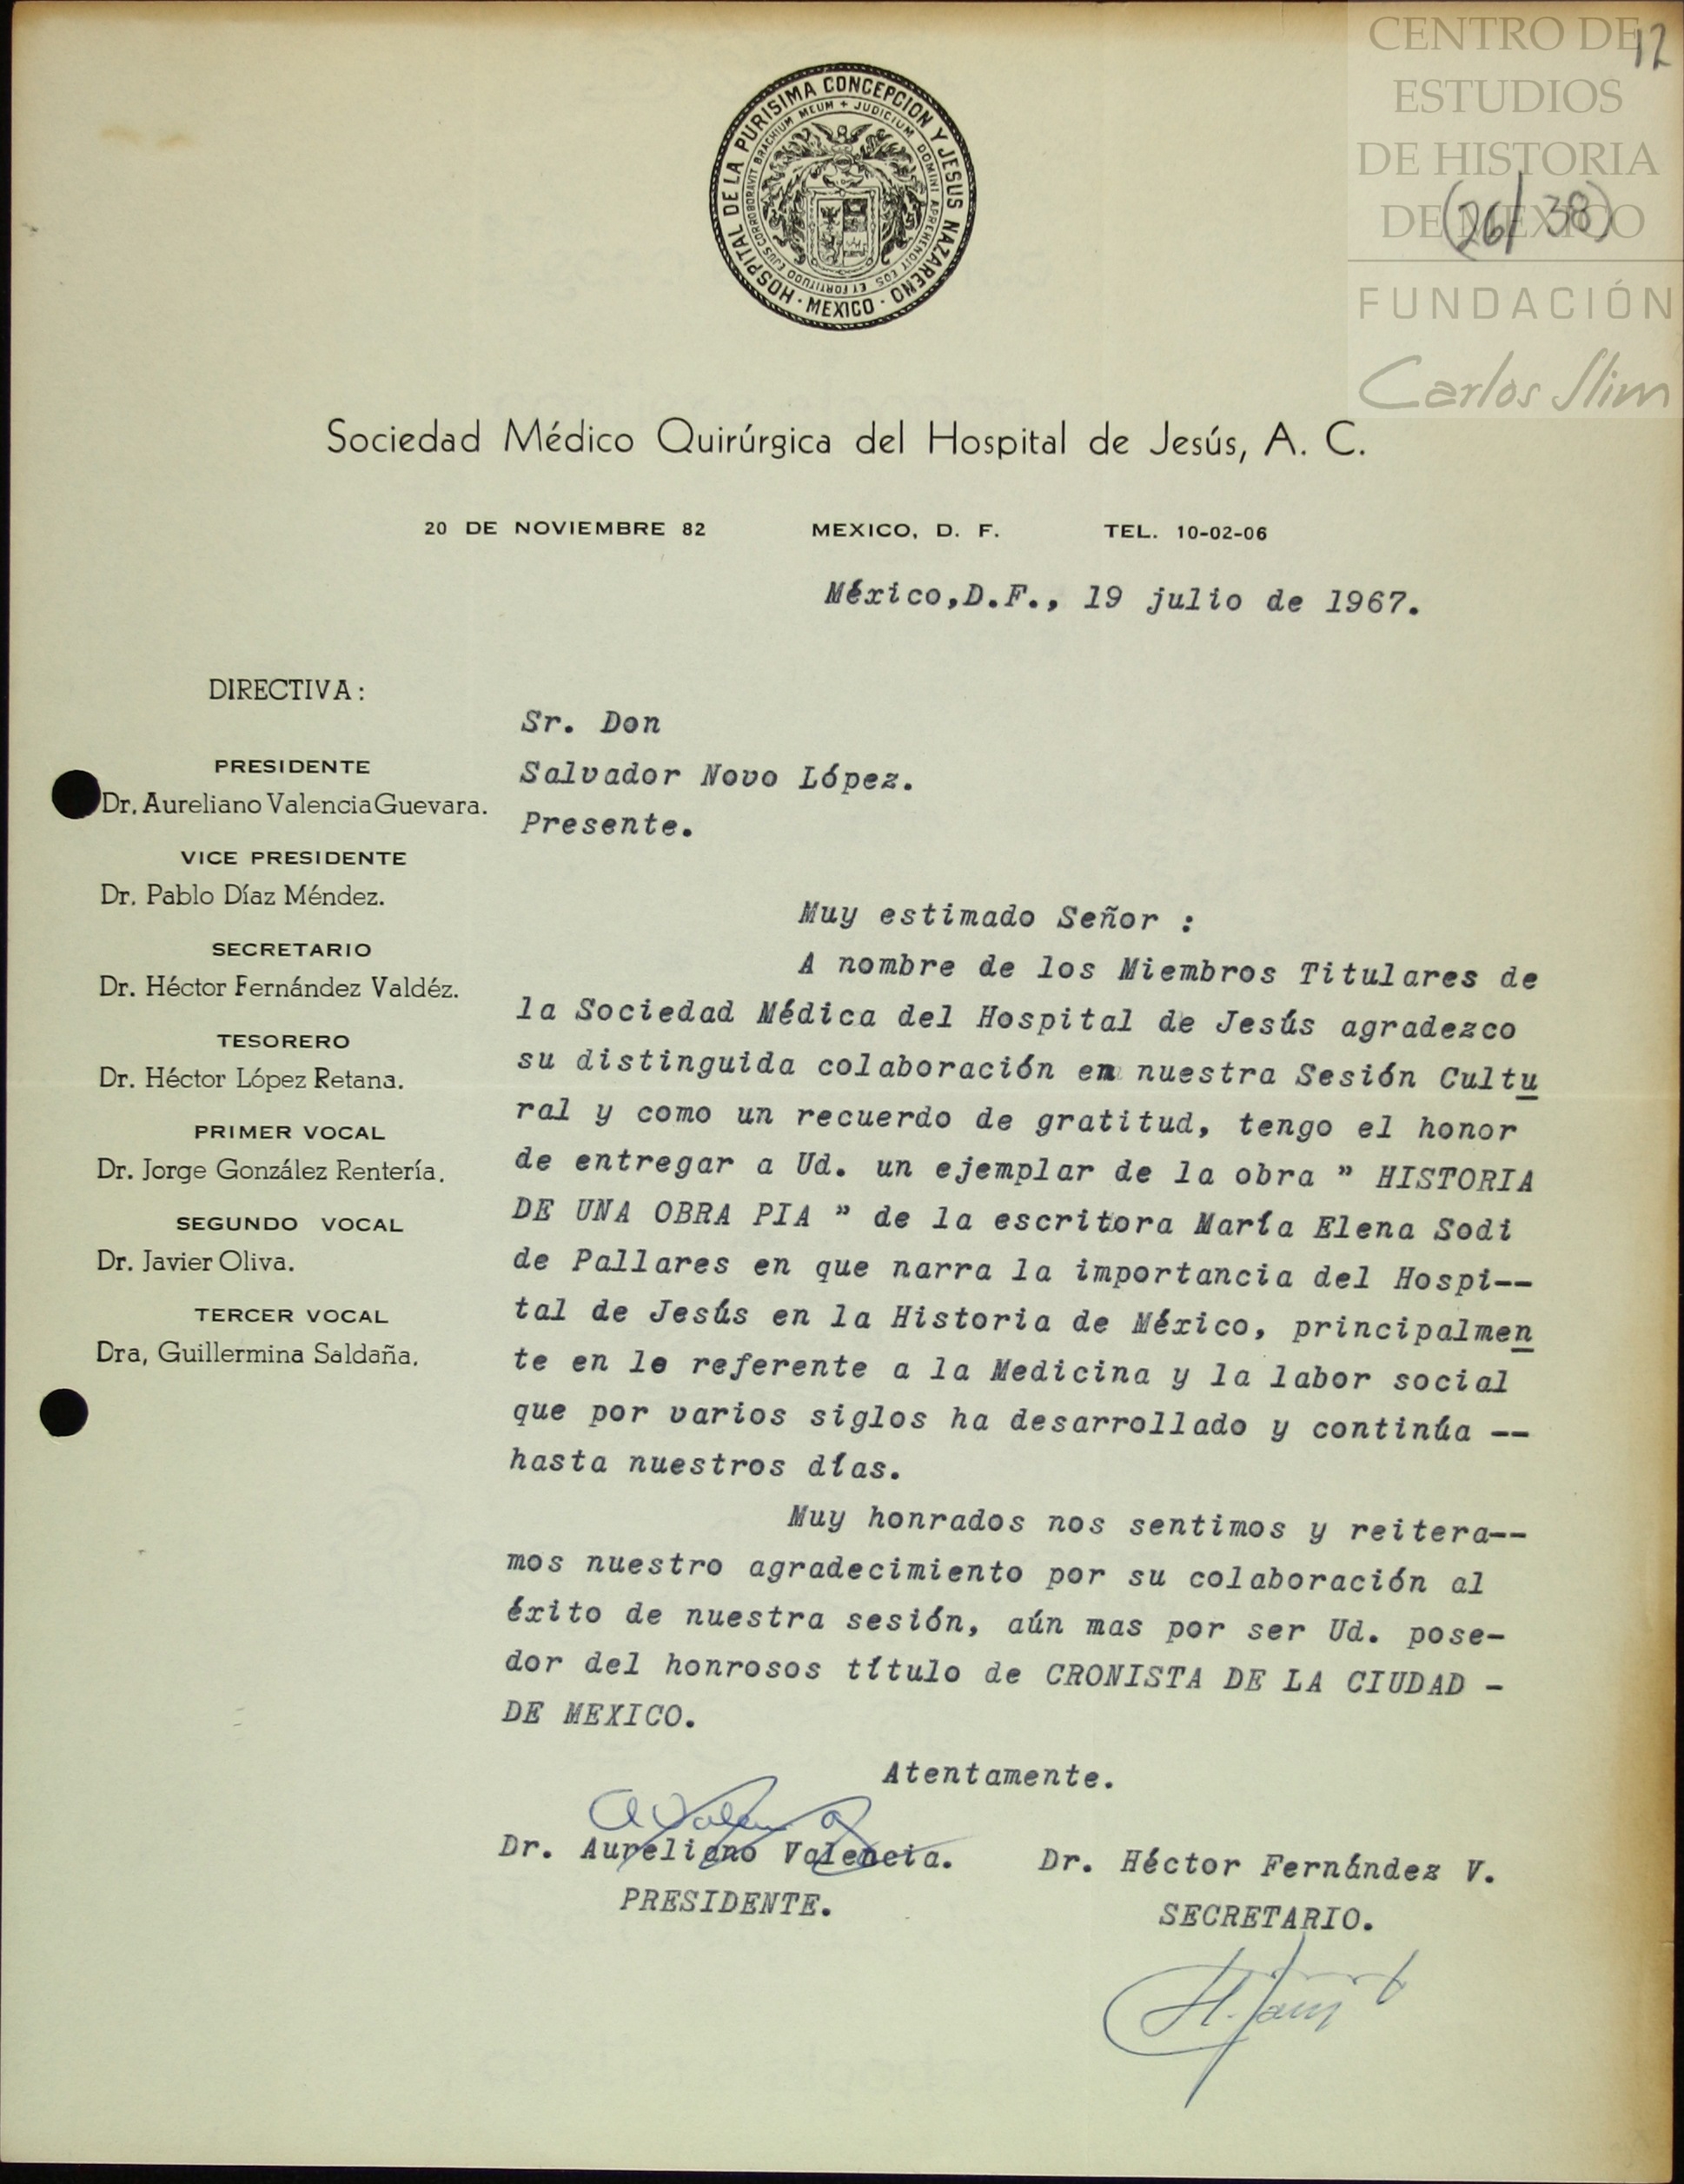 CENTRO DE
ESTUDIOS
DE HISTORIA
DE MEXICO
FUNDACIÓN
Carlos Slim
12
(26/38)
HOSPITAL DE LA PURISIMA CONCEPCION Y JESUS NAZARENO · MEXICO ·
JUDICIUM DOMINI APREHENDIT EOS ET FORTITUDO EJUS COROBORAVIT BRACHIUM MEUM +
Sociedad Médico Quirúrgica del Hospital de Jesús, A. C.
20 DE NOVIEMBRE 82 MEXICO, D. F. TEL. 10-02-06
México,D.F., 19 julio de 1967.
DIRECTIVA:
PRESIDENTE
Dr. Aureliano Valencia Guevara.
VICE PRESIDENTE
Dr. Pablo Díaz Méndez.
SECRETARIO
Dr. Héctor Fernández Valdéz.
TESORERO
Dr. Héctor López Retana.
PRIMER VOCAL
Dr. Jorge González Rentería.
SEGUNDO VOCAL
Dr. Javier Oliva.
TERCER VOCAL
Dra, Guillermina Saldaña.
Sr. Don
Salvador Novo López.
Presente.
Muy estimado Señor :
A nombre de los Miembros Titulares de
la Sociedad Médica del Hospital de Jesús agradezco
su distinguida colaboración en nuestra Sesión Cultu
ral y como un recuerdo de gratitud, tengo el honor
de entregar a Ud. un ejemplar de la obra " HISTORIA
DE UNA OBRA PIA " de la escritora María Elena Sodi
de Pallares en que narra la importancia del Hospi--
tal de Jesús en la Historia de México, principalmen
te en lo referente a la Medicina y la labor social
que por varios siglos ha desarrollado y continúa --
hasta nuestros días.
Muy honrados nos sentimos y reitera--
mos nuestro agradecimiento por su colaboración al
éxito de nuestra sesión, aún mas por ser Ud. pose-
dor del honrosos título de CRONISTA DE LA CIUDAD -
DE MEXICO.
Atentamente.
Dr. Aureliano Valencia.
PRESIDENTE.
Dr. Héctor Fernández V.
SECRETARIO.